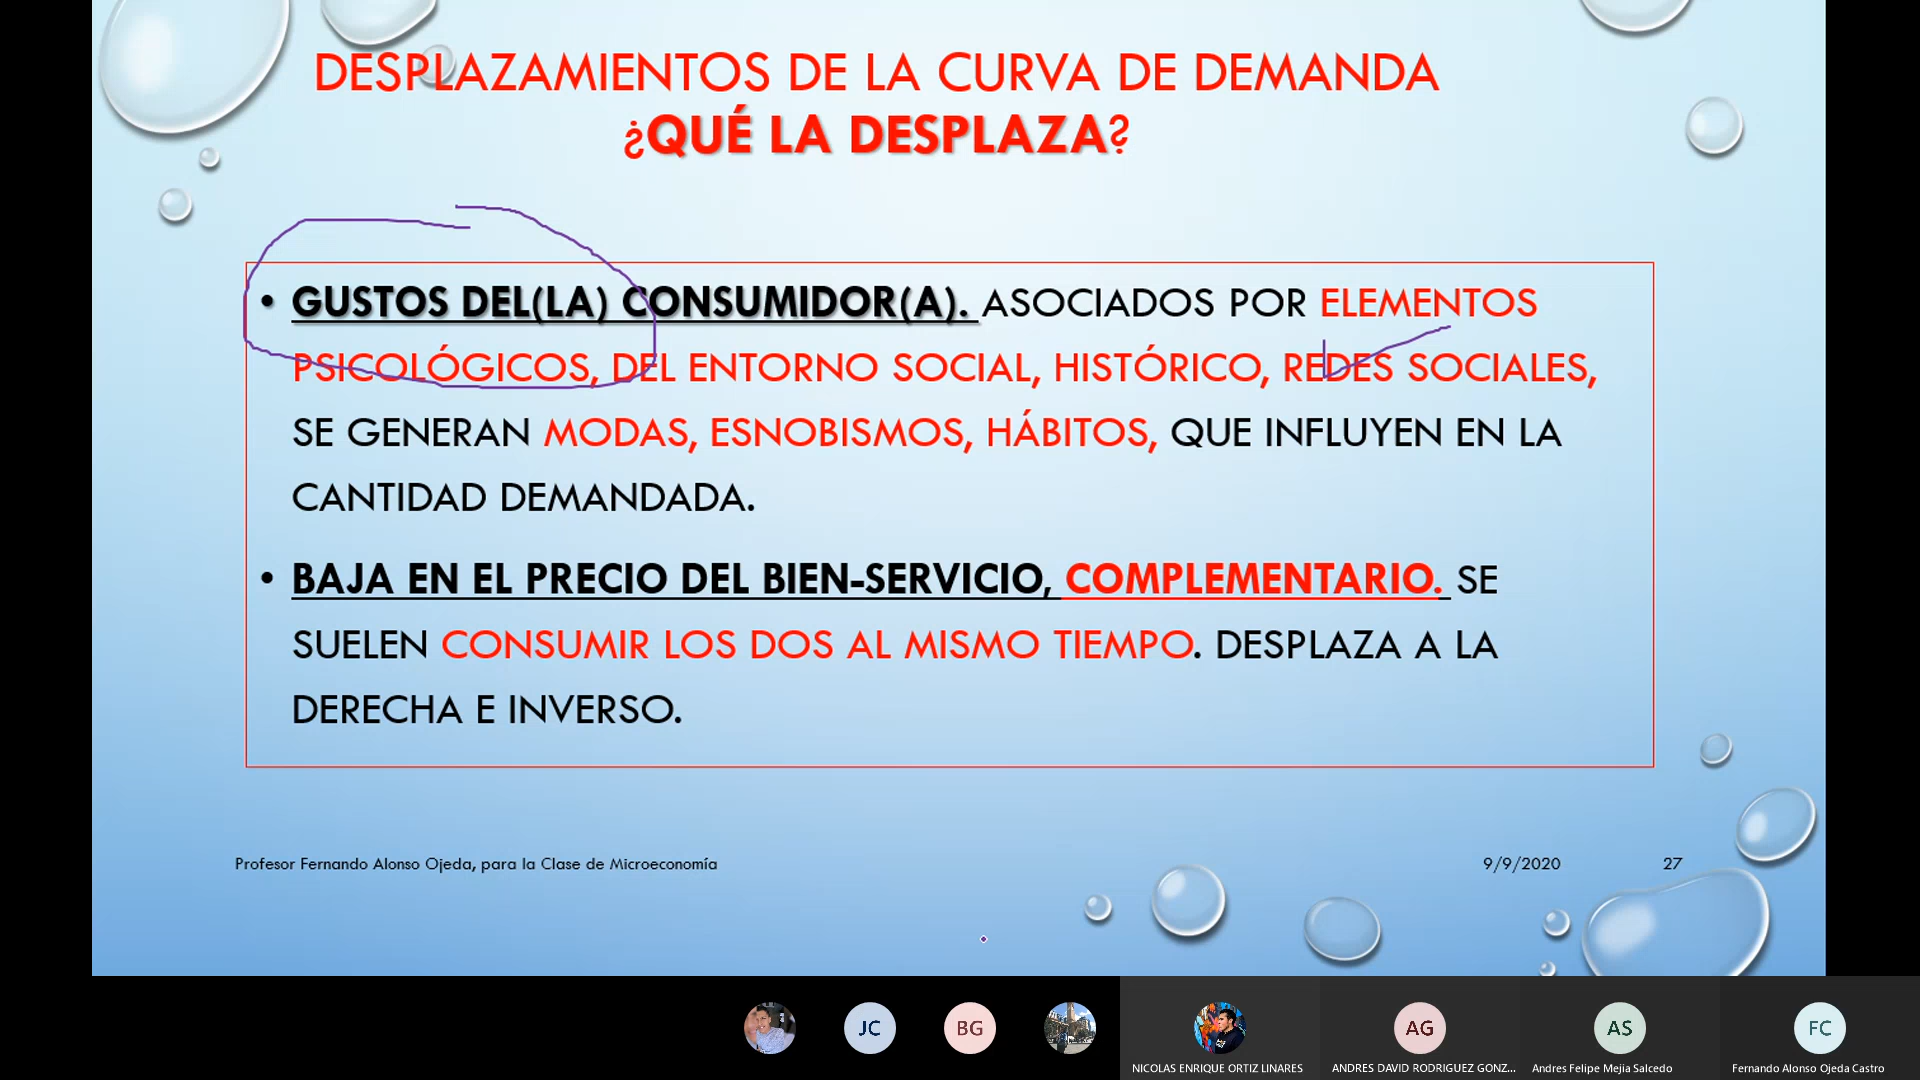 DESPLAZAMIENTOS DE LA CURVA DE DEMANDA
¿QUÉ LA DESPLAZA?
• GUSTOS DEL(LA) CONSUMIDOR(A). ASOCIADOS POR ELEMENTOS
PSICOLÓGICOS, DEL ENTORNO SOCIAL, HISTÓRICO, REDES SOCIALES,
SE GENERAN MODAS, ESNOBISMOS, HÁBITOS, QUE INFLUYEN EN LA
CANTIDAD DEMANDADA.
• BAJA EN EL PRECIO DEL BIEN-SERVICIO, COMPLEMENTARIO. SE
SUELEN CONSUMIR LOS DOS AL MISMO TIEMPO. DESPLAZA A LA
DERECHA E INVERSO.
Profesor Fernando Alonso Ojeda, para la Clase de Microeconomía 9/9/2020 27
JC BG AG AS FC
NICOLAS ENRIQUE ORTIZ LINARES ANDRES DAVID RODRIGUEZ GONZ... Andres Felipe Mejia Salcedo Fernando Alonso Ojeda Castro